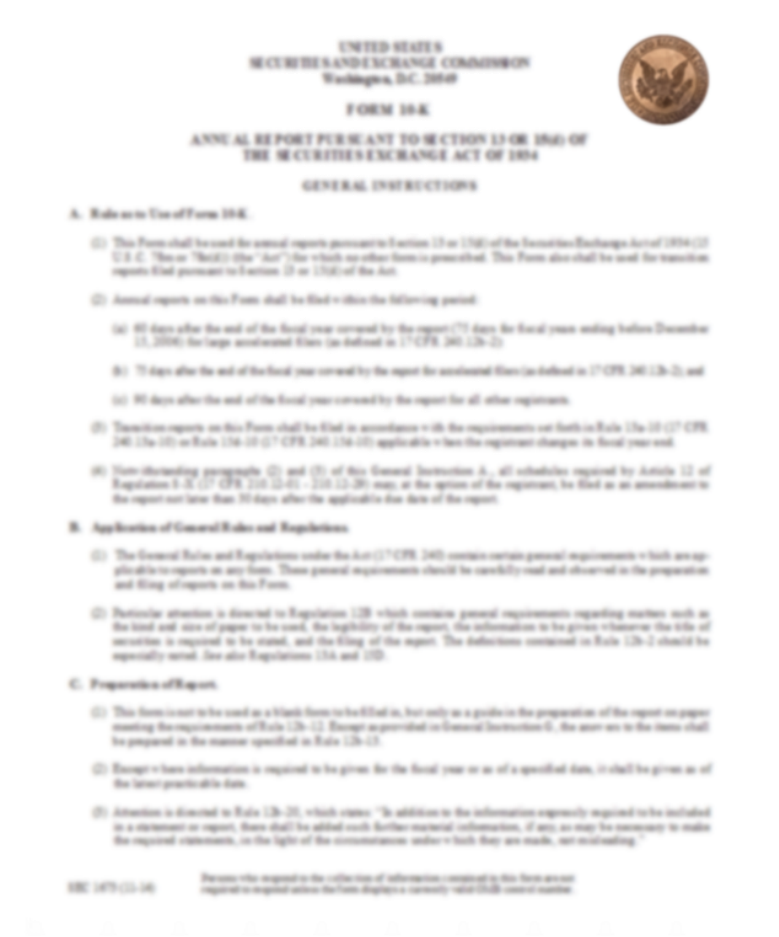 UNITED STATES
SECURITIES AND EXCHANGE COMMISSION
Washington, D.C. 20549
FORM 10-K
ANNUAL REPORT PURSUANT TO SECTION 13 OR 15(d) OF
THE SECURITIES EXCHANGE ACT OF 1934
GENERAL INSTRUCTIONS
A. Rule as to Use of Form 10-K.
(1) This Form shall be used for annual reports pursuant to Section 13 or 15(d) of the Securities Exchange Act of 1934 (15
U.S.C. 78m or 78o(d)) (the “Act”) for which no other form is prescribed. This Form also shall be used for transition
reports filed pursuant to Section 13 or 15(d) of the Act.
(2) Annual reports on this Form shall be filed within the following period:
(a) 60 days after the end of the fiscal year covered by the report (75 days for fiscal years ending before December
15, 2006) for large accelerated filers (as defined in 17 CFR 240.12b-2)
(b) 75 days after the end of the fiscal year covered by the report for accelerated filers (as defined in 17 CFR 240.12b-2); and
(c) 90 days after the end of the fiscal year covered by the report for all other registrants.
(3) Transition reports on this Form shall be filed in accordance with the requirements set forth in Rule 13a-10 (17 CFR
240.13a-10) or Rule 15d-10 (17 CFR 240.15d-10) applicable when the registrant changes its fiscal year end.
(4) Notwithstanding paragraphs (2) and (3) of this General Instruction A., all schedules required by Article 12 of
Regulation S-X (17 CFR 210.12-01 - 210.12-29) may, at the option of the registrant, be filed as an amendment to
the report not later than 30 days after the applicable due date of the report.
B. Application of General Rules and Regulations.
(1) The General Rules and Regulations under the Act (17 CFR 240) contain certain general requirements which are ap-
plicable to reports on any form. These general requirements should be carefully read and observed in the preparation
and filing of reports on this Form.
(2) Particular attention is directed to Regulation 12B which contains general requirements regarding matters such as
the kind and size of paper to be used, the legibility of the report, the information to be given whenever the title of
securities is required to be stated, and the filing of the report. The definitions contained in Rule 12b-2 should be
especially noted. See also Regulations 13A and 15D.
C. Preparation of Report.
(1) This form is not to be used as a blank form to be filled in, but only as a guide in the preparation of the report on paper
meeting the requirements of Rule 12b-12. Except as provided in General Instruction G., the answers to the items shall
be prepared in the manner specified in Rule 12b-13.
(2) Except where information is required to be given for the fiscal year or as of a specified date, it shall be given as of
the latest practicable date.
(3) Attention is directed to Rule 12b-20, which states: “In addition to the information expressly required to be included
in a statement or report, there shall be added such further material information, if any, as may be necessary to make
the required statements, in the light of the circumstances under which they are made, not misleading.”
SEC 1673 (11-14)
Persons who respond to the collection of information contained in this form are not
required to respond unless the form displays a currently valid OMB control number.